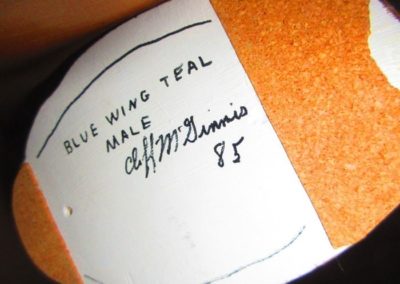 BLUE WING TEAL
MALE
Cliff McGinnis
85